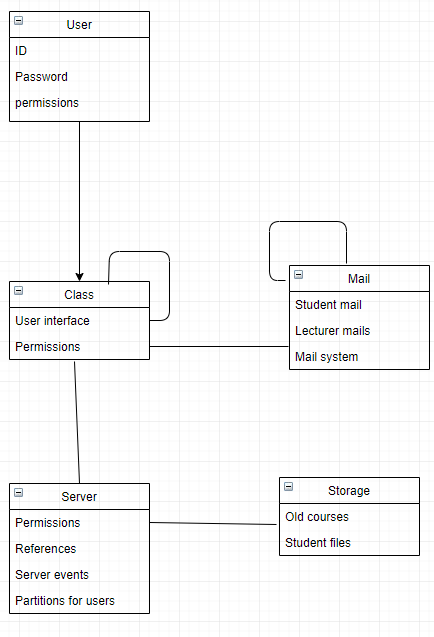 User
ID
Password
permissions
Class
User interface
Permissions
Mail
Student mail
Lecturer mails
Mail system
Server
Permissions
References
Server events
Partitions for users
Storage
Old courses
Student files